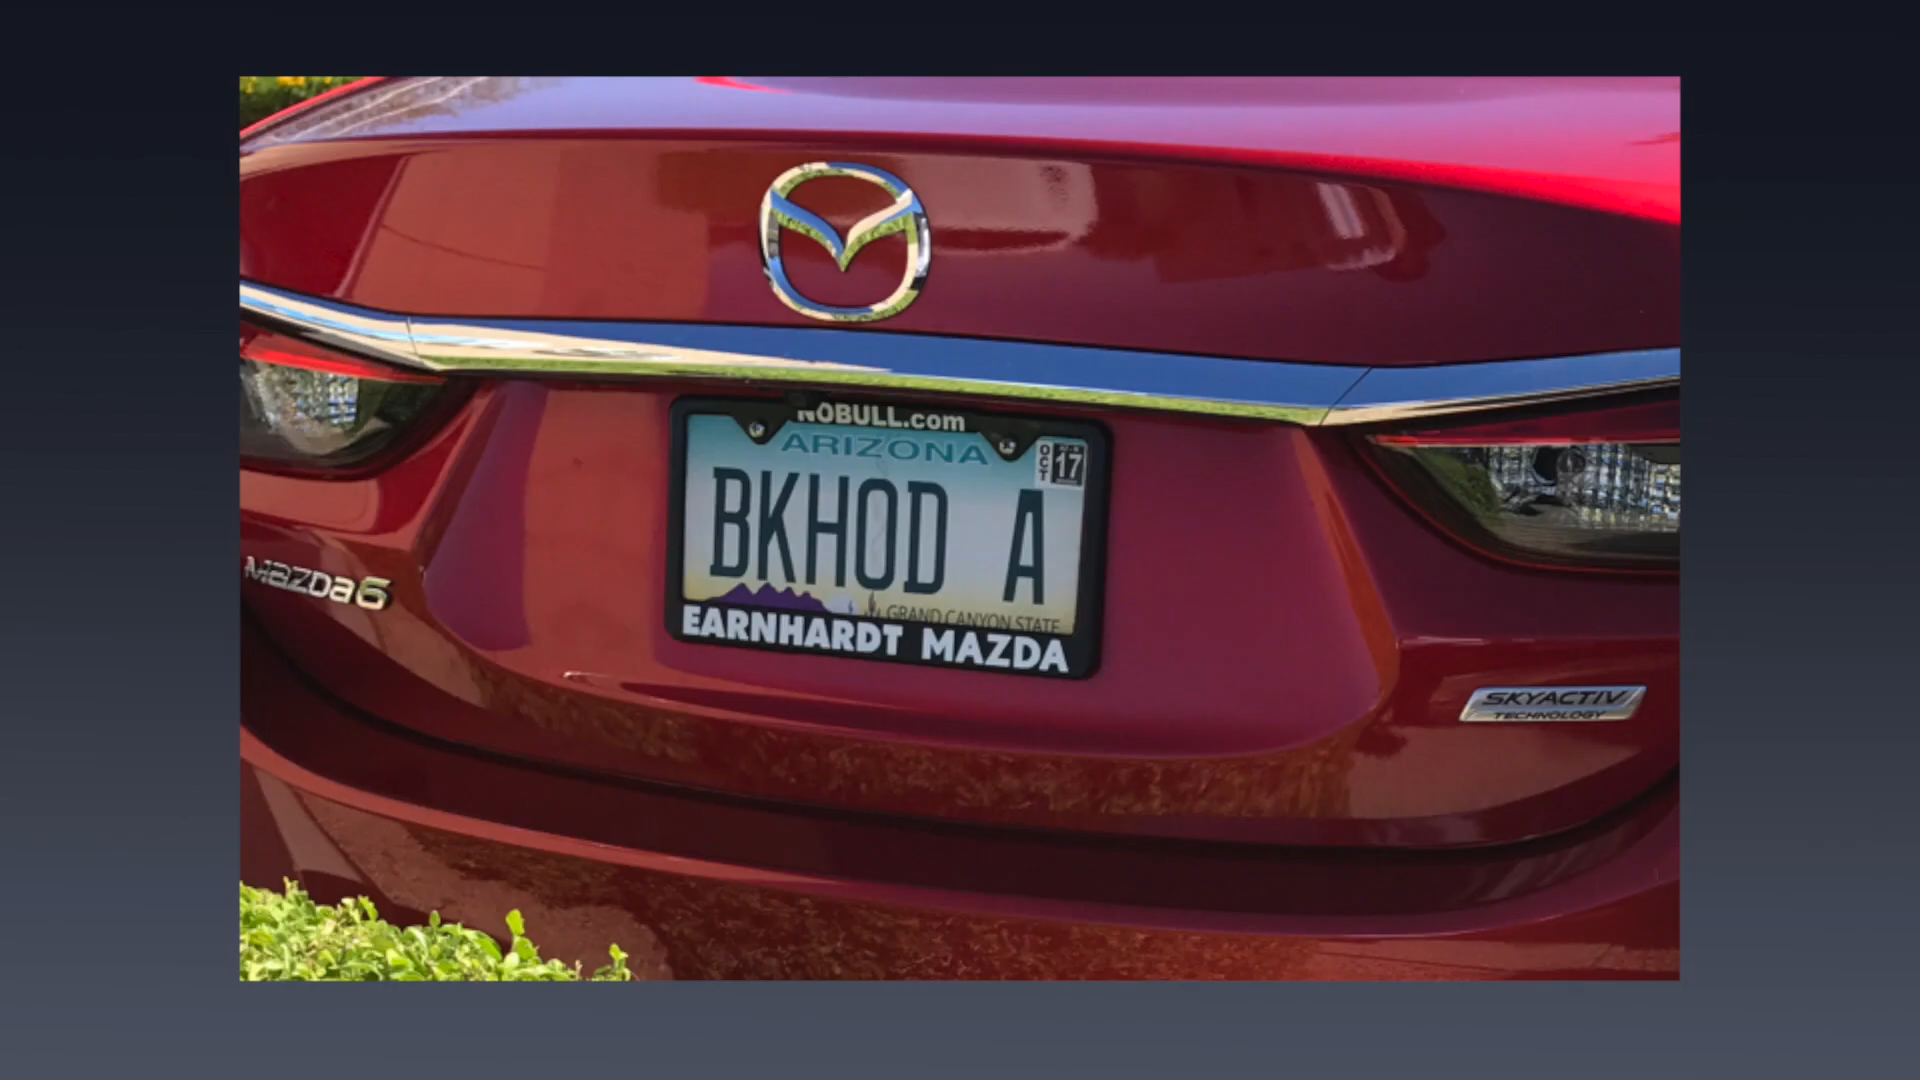 NOBULL.com
ARIZONA
OCT
17
BKHOD A
GRAND CANYON STATE
EARNHARDT MAZDA
mazda6
SKYACTIV
TECHNOLOGY